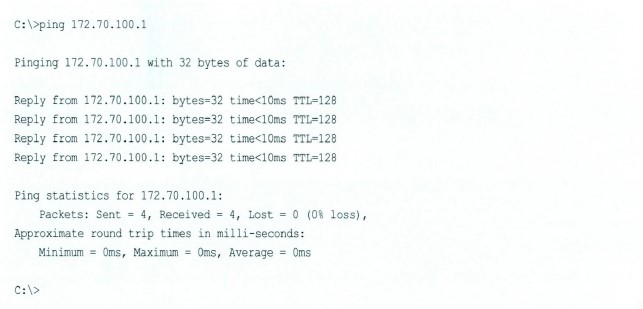 C:\>ping 172.70.100.1
Pinging 172.70.100.1 with 32 bytes of data:
Reply from 172.70.100.1: bytes=32 time<10ms TTL=128
Reply from 172.70.100.1: bytes=32 time<10ms TTL=128
Reply from 172.70.100.1: bytes=32 time<10ms TTL=128
Reply from 172.70.100.1: bytes=32 time<10ms TTL=128
Ping statistics for 172.70.100.1:
Packets: Sent = 4, Received = 4, Lost = 0 (0% loss),
Approximate round trip times in milli-seconds:
Minimum = 0ms, Maximum = 0ms, Average = 0ms
C:\>